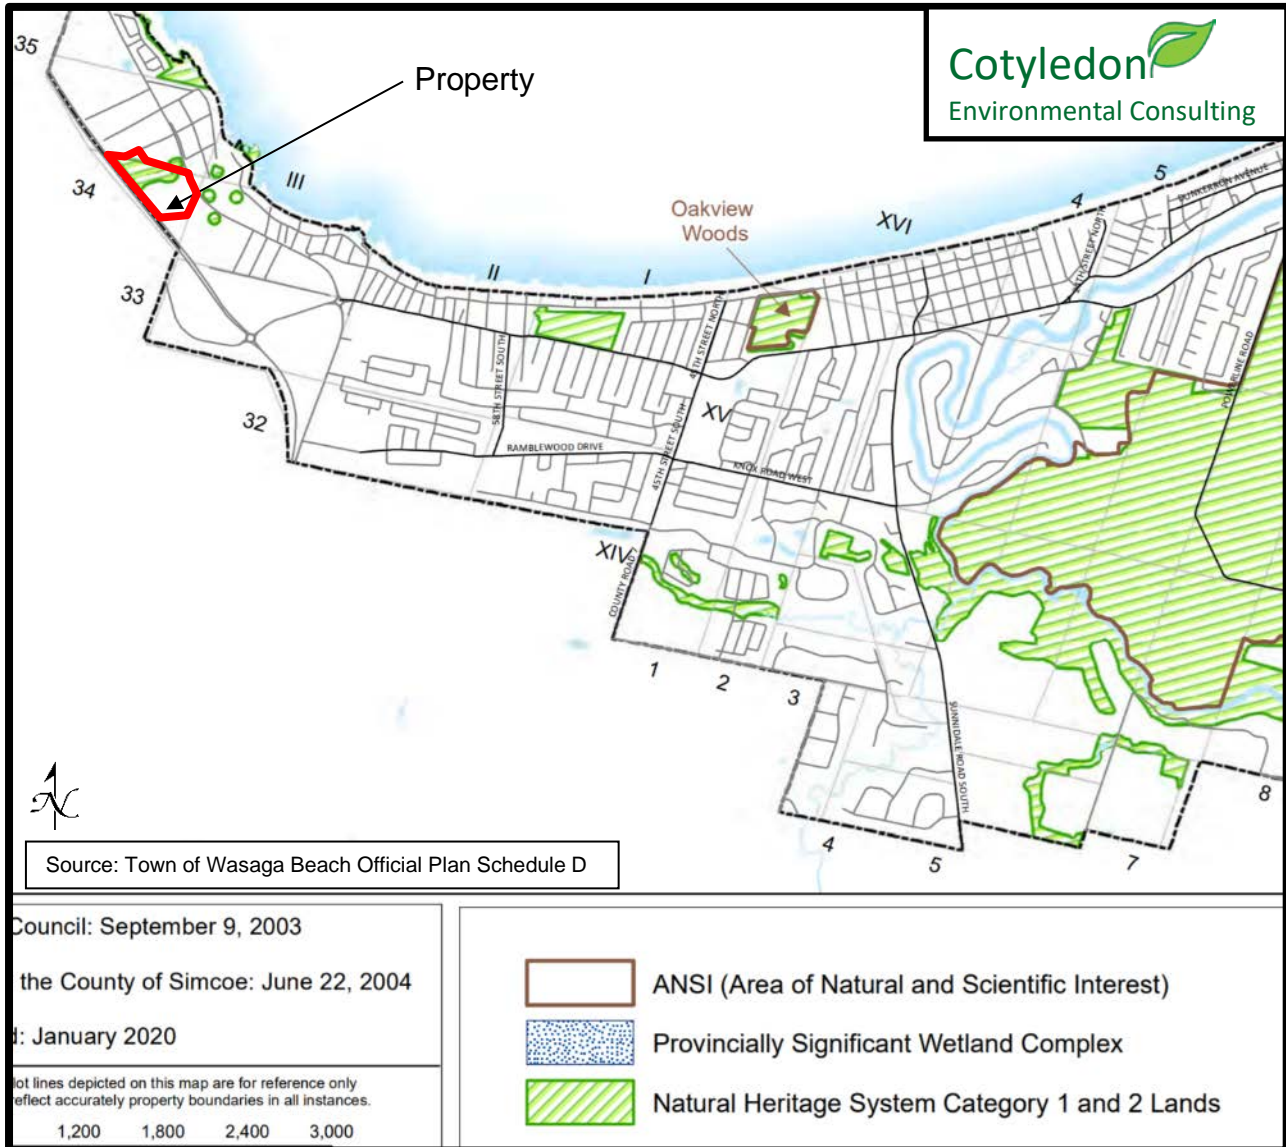 35
Property
Cotyledon
Environmental Consulting
34
III
Oakview
Woods
XVI
4
5
DUNKERRON AVENUE
33
II
I
45TH STREET NORTH
POWERLINE ROAD
32
58TH STREET SOUTH
XV
RAMBLEWOOD DRIVE
45TH STREET SOUTH
KNOX ROAD WEST
XIV
COUNTY ROAD 7
1
2
3
SUNNIDALE ROAD SOUTH
8
N
4
5
7
Source: Town of Wasaga Beach Official Plan Schedule D
Council: September 9, 2003
the County of Simcoe: June 22, 2004
d: January 2020
lot lines depicted on this map are for reference only
reflect accurately property boundaries in all instances.
1,200 1,800 2,400 3,000
ANSI (Area of Natural and Scientific Interest)
Provincially Significant Wetland Complex
Natural Heritage System Category 1 and 2 Lands